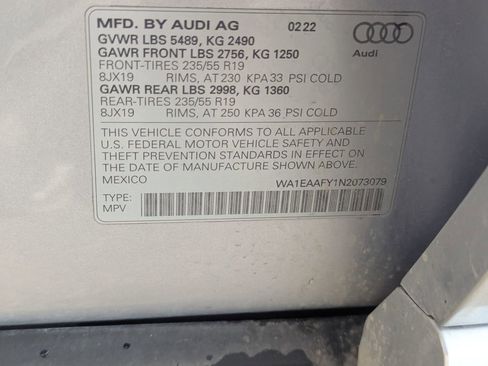 MFD. BY AUDI AG 02/22
GVWR LBS 5489, KG 2490
GAWR FRONT LBS 2756, KG 1250
FRONT-TIRES 235/55 R19
8JX19 RIMS, AT 230 KPA 33 PSI COLD
GAWR REAR LBS 2998, KG 1360
REAR-TIRES 235/55 R19
8JX19 RIMS, AT 250 KPA 36 PSI COLD
Audi
THIS VEHICLE CONFORMS TO ALL APPLICABLE
U.S. FEDERAL MOTOR VEHICLE SAFETY AND
THEFT PREVENTION STANDARDS IN EFFECT ON
THE DATE OF MANUFACTURE SHOWN ABOVE
MEXICO WA1EAAFY1N2073079
TYPE:
MPV